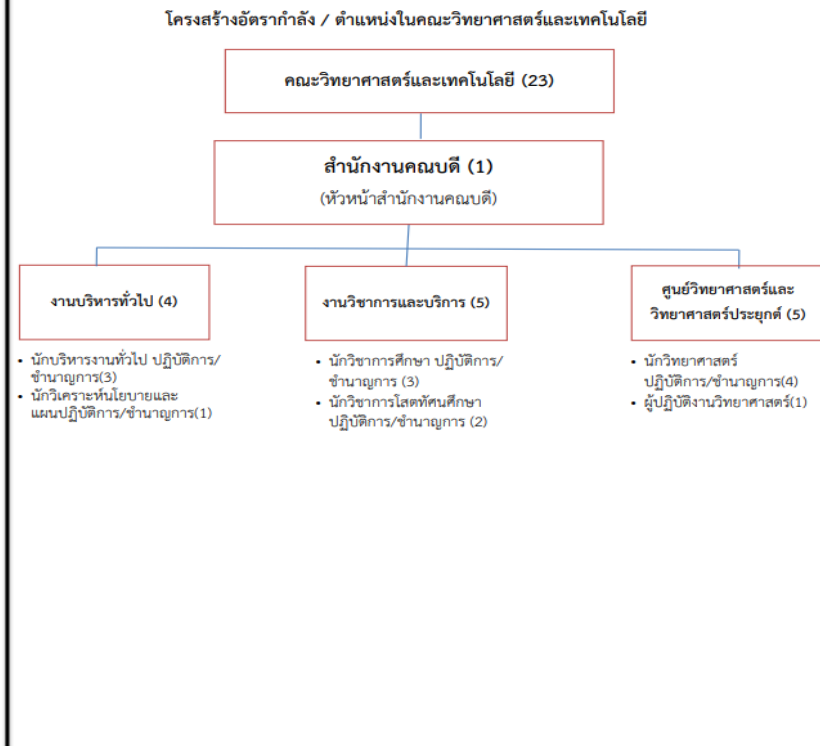 โครงสร้างอัตรากำลัง / ตำแหน่งในคณะวิทยาศาสตร์และเทคโนโลยี
คณะวิทยาศาสตร์และเทคโนโลยี (23)
สำนักงานคณบดี (1)
(หัวหน้าสำนักงานคณบดี)
งานบริหารทั่วไป (4)
• นักบริหารงานทั่วไป ปฏิบัติการ/
ชำนาญการ(3)
• นักวิเคราะห์นโยบายและ
แผนปฏิบัติการ/ชำนาญการ(1)
งานวิชาการและบริการ (5)
• นักวิชาการศึกษา ปฏิบัติการ/
ชำนาญการ (3)
• นักวิชาการโสตทัศนศึกษา
ปฏิบัติการ/ชำนาญการ (2)
ศูนย์วิทยาศาสตร์และ
วิทยาศาสตร์ประยุกต์ (5)
• นักวิทยาศาสตร์
ปฏิบัติการ/ชำนาญการ(4)
• ผู้ปฏิบัติงานวิทยาศาสตร์(1)